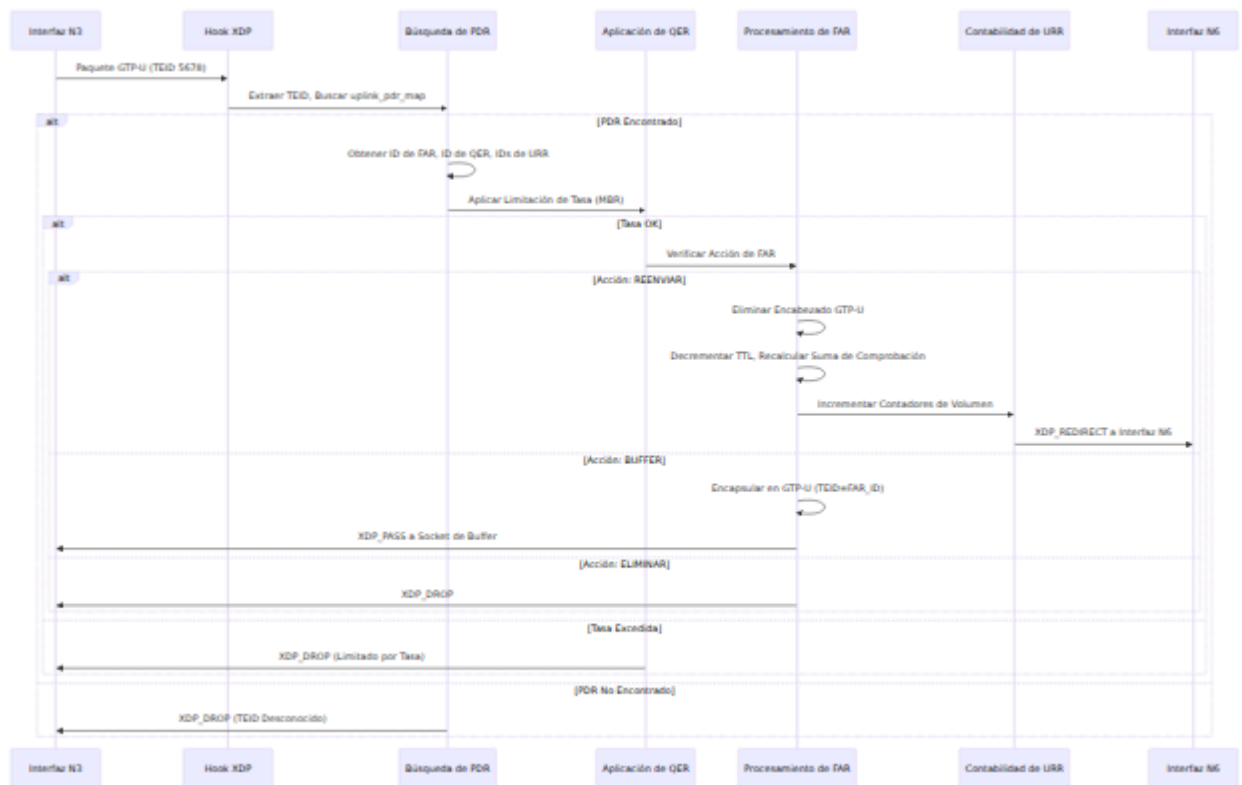 Interfaz N3
Hook XDP
Búsqueda de PDR
Aplicación de QER
Procesamiento de FAR
Contabilidad de URR
Interfaz N6
Paquete GTP-U (TEID 5678)
Extraer TEID, Buscar uplink_pdr_map
alt
[PDR Encontrado]
Obtener ID de FAR, ID de QER, IDs de URR
Aplicar Limitación de Tasa (MBR)
alt
[Tasa OK]
Verificar Acción de FAR
alt
[Acción: REENVIAR]
Eliminar Encabezado GTP-U
Decrementar TTL, Recalcular Suma de Comprobación
Incrementar Contadores de Volumen
XDP_REDIRECT a Interfaz N6
[Acción: BUFFER]
Encapsular en GTP-U (TEID=FAR_ID)
XDP_PASS a Socket de Buffer
[Acción: ELIMINAR]
XDP_DROP
[Tasa Excedida]
XDP_DROP (Limitado por Tasa)
[PDR No Encontrado]
XDP_DROP (TEID Desconocido)
Interfaz N3
Hook XDP
Búsqueda de PDR
Aplicación de QER
Procesamiento de FAR
Contabilidad de URR
Interfaz N6